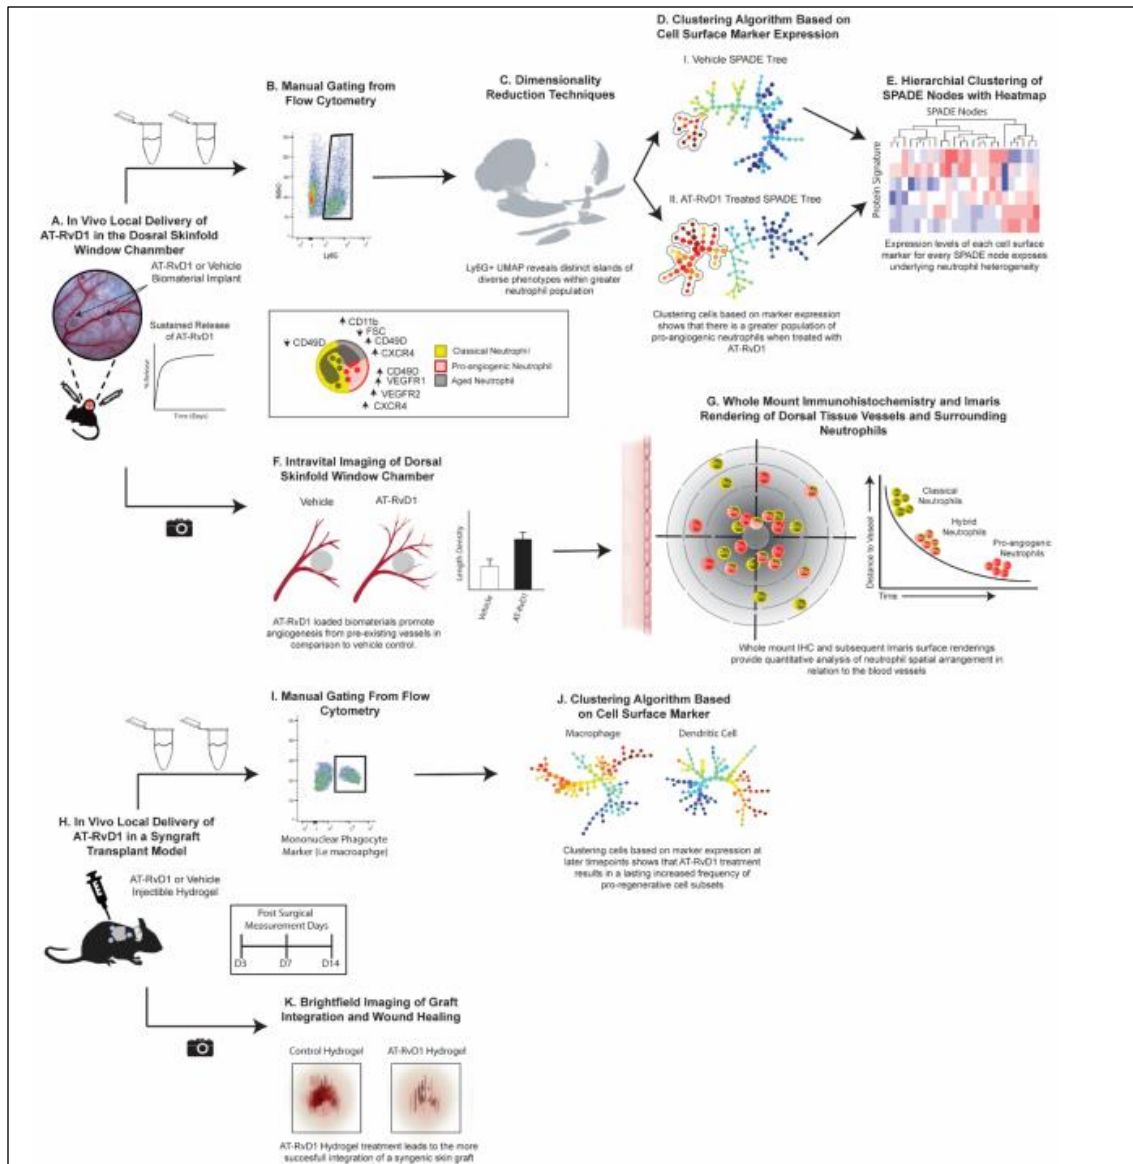 A. In Vivo Local Delivery of
AT-RvD1 in the Dosral Skinfold
Window Chanmber
AT-RvD1 or Vehicle
Biomaterial Implant
Sustained Release
of AT-RvD1
% Release
Time (Days)
B. Manual Gating from
Flow Cytometry
Ly6G
C. Dimensionality
Reduction Techniques
Ly6G+ UMAP reveals distinct islands of
diverse phenotypes within greater
neutrophil population
D. Clustering Algorithm Based on
Cell Surface Marker Expression
I. Vehicle SPADE Tree
II. AT-RvD1 Treated SPADE Tree
Clustering cells based on marker expression
shows that there is a greater population of
pro-angiogenic neutrophils when treated with
AT-RvD1
E. Hierarchial Clustering of
SPADE Nodes with Heatmap
SPADE Nodes
Protein Signature
Expression levels of each cell surface
marker for every SPADE node exposes
underlying neutrophil heterogeneity
CD11b
FSC
CD49D
CD49D
CXCR4
CD49D
VEGFR1
VEGFR2
CXCR4
Classical Neutrophil
Pro-angiogenic Neutrophil
Aged Neutrophil
F. Intravital Imaging of Dorsal
Skinfold Window Chamber
Vehicle
AT-RvD1
Length Density
Vehicle
AT-RvD1
AT-RvD1 loaded biomaterials promote
angiogenesis from pre-existing vessels in
comparison to vehicle control.
G. Whole Mount Immunohistochemistry and Imaris
Rendering of Dorsal Tissue Vessels and Surrounding
Neutrophils
Distance to Vessel
Classical
Neutrophils
Hybrid
Neutrophils
Pro-angiogenic
Neutrophils
Time
Whole mount IHC and subsequent Imaris surface renderings
provide quantitative analysis of neutrophil spatial arrangement in
relation to the blood vessels
H. In Vivo Local Delivery of
AT-RvD1 in a Syngraft
Transplant Model
AT-RvD1 or Vehicle
Injectible Hydrogel
Post Surgical
Measurement Days
D3
D7
D14
I. Manual Gating From Flow
Cytometry
Mononuclear Phagocyte
Marker (i.e macroaphge)
J. Clustering Algorithm Based
on Cell Surface Marker
Macrophage
Dendritic Cell
Clustering cells based on marker expression at
later timepoints shows that AT-RvD1 treatment
results in a lasting increased frequency of
pro-regenerative cell subsets
K. Brightfield Imaging of Graft
Integration and Wound Healing
Control Hydrogel
AT-RvD1 Hydrogel
AT-RvD1 Hydrogel treatment leads to the more
succesfull integration of a syngenic skin graft